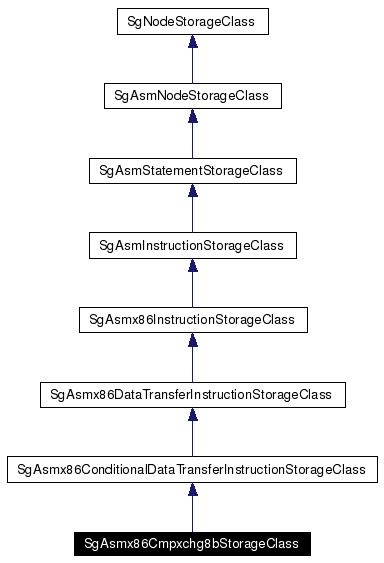 SgNodeStorageClass
SgAsmNodeStorageClass
SgAsmStatementStorageClass
SgAsmInstructionStorageClass
SgAsmx86InstructionStorageClass
SgAsmx86DataTransferInstructionStorageClass
SgAsmx86ConditionalDataTransferInstructionStorageClass
SgAsmx86Cmpxchg8bStorageClass